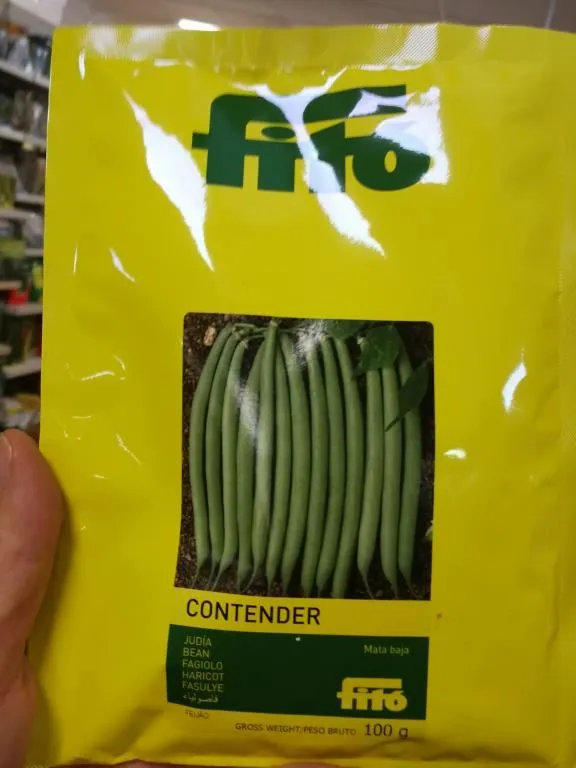 fitó
CONTENDER
JUDÍA
BEAN
FAGIOLO
HARICOT
FASULYE
فاصولياء
FEIJÃO
Mata baja
fitó
GROSS WEIGHT/PESO BRUTO 100 g